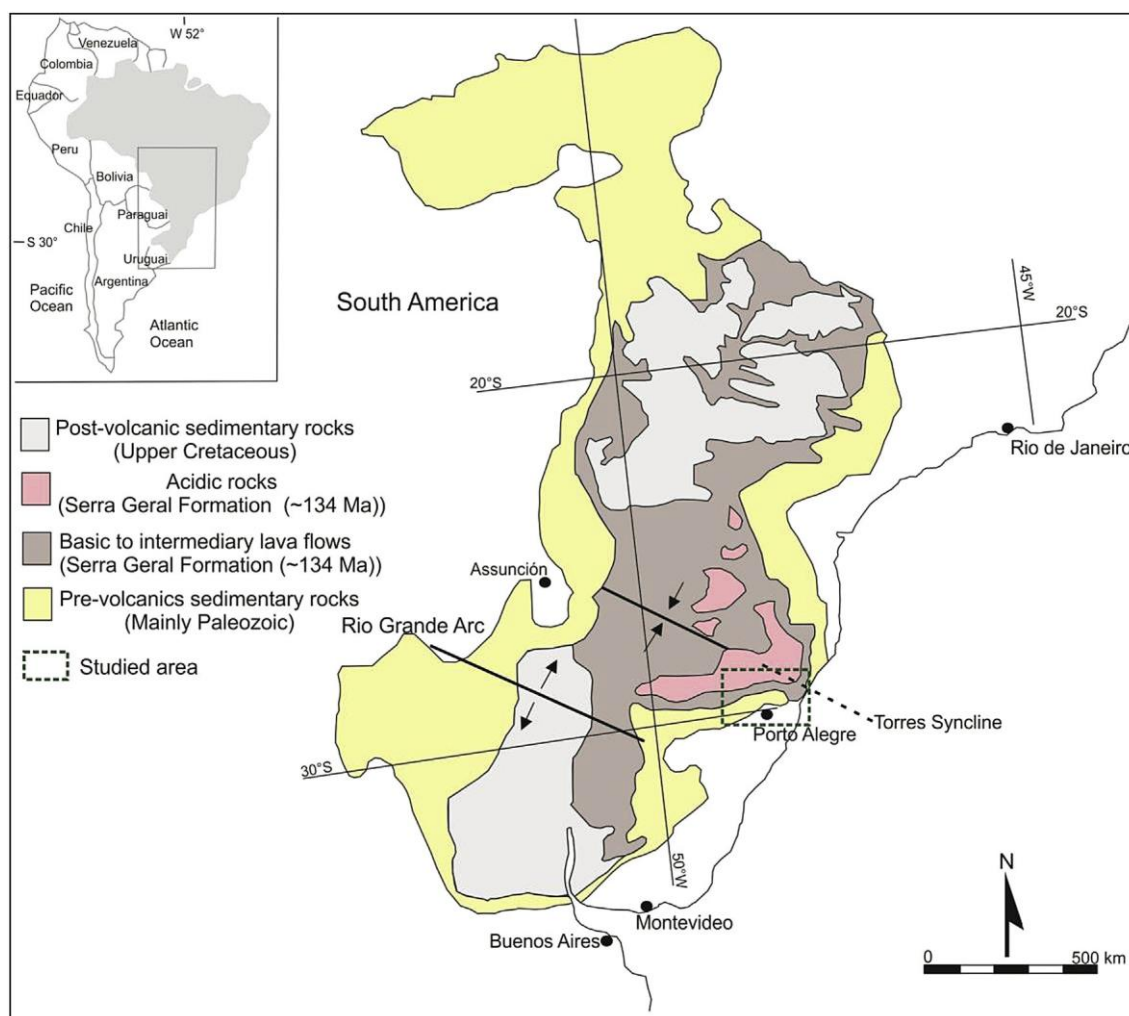 W 52°
Venezuela
Colombia
Equador
Peru
Bolivia
Paraguai
Chile
S 30°
Uruguai
Argentina
Pacific
Ocean
Atlantic
Ocean
South America
45°W
20°S
20°S
Rio de Janeiro
Post-volcanic sedimentary rocks
(Upper Cretaceous)
Acidic rocks
(Serra Geral Formation (~134 Ma))
Basic to intermediary lava flows
(Serra Geral Formation (~134 Ma))
Pre-volcanics sedimentary rocks
(Mainly Paleozoic)
Studied area
Assunción
Rio Grande Arc
Torres Syncline
Porto Alegre
30°S
50°W
Montevideo
Buenos Aires
N
0 500 km